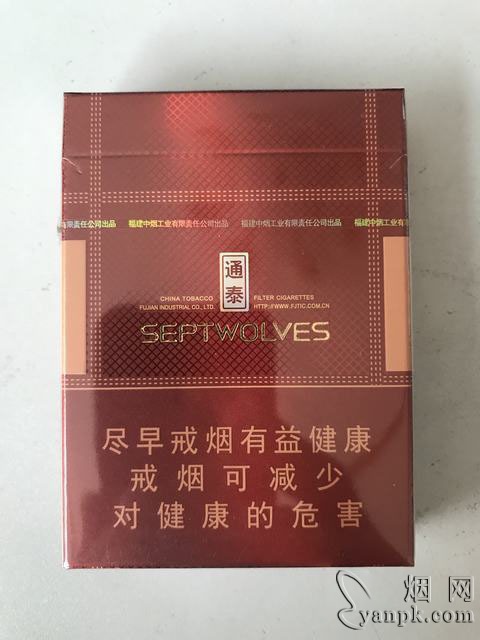 有限责任公司出品 福建中烟工业有限责任公司出品 福建中烟工业有限责任公司出品 福建中烟工业有
通泰
CHINA TOBACCO FILTER CIGARETTES
FUJIAN INDUSTRIAL CO., LTD. HTTP://WWW.FJTIC.COM.CN
SEPTWOLVES
尽早戒烟有益健康
戒烟可减少
对健康的危害
烟网
yanpk.com